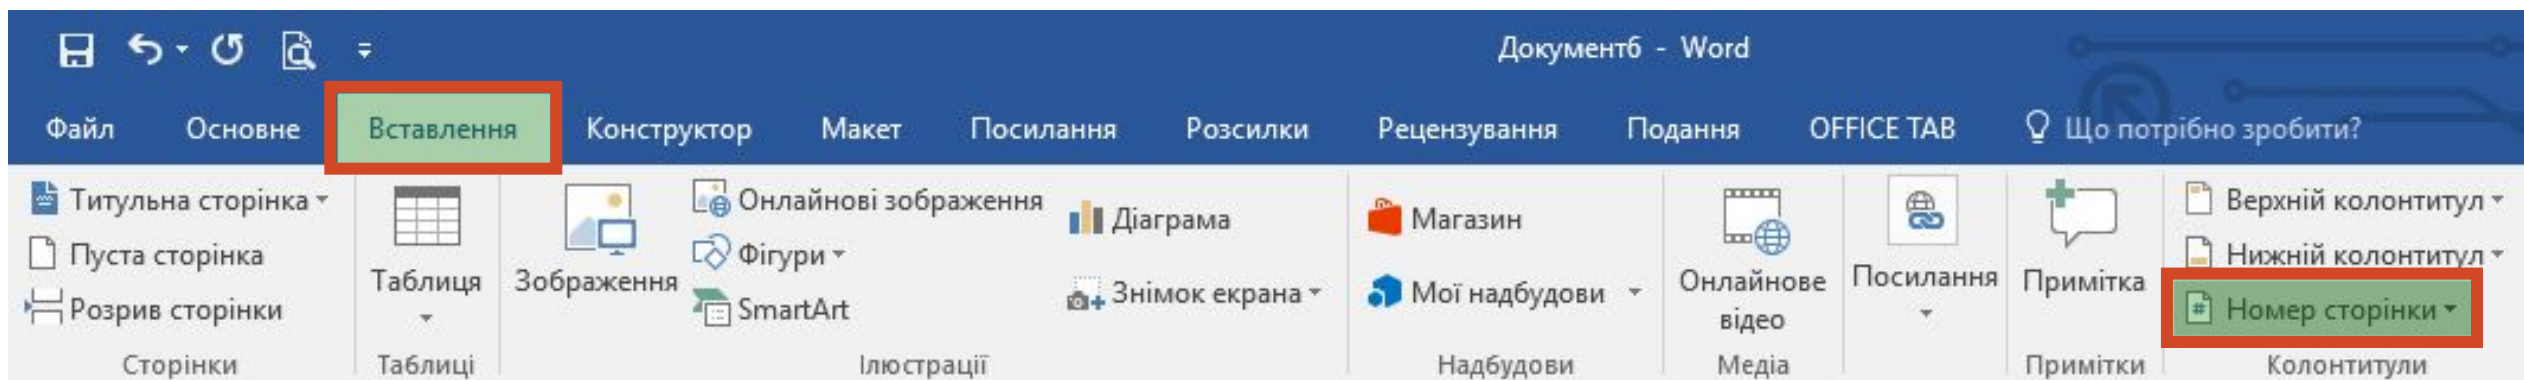 Документ6 - Word
Файл Основне Вставлення Конструктор Макет Посилання Розсилки Рецензування Подання OFFICE TAB Що потрібно зробити?
Титульна сторінка
Пуста сторінка
Розрив сторінки
Сторінки
Таблиця
Таблиці
Зображення
Онлайнові зображення
Фігури
SmartArt
Діаграма
Знімок екрана
Ілюстрації
Магазин
Мої надбудови
Надбудови
Онлайнове
відео
Медіа
Посилання
Примітка
Примітки
Верхній колонтитул
Нижній колонтитул
# Номер сторінки
Колонтитули